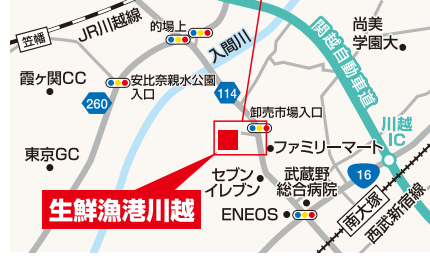 笠幡
JR川越線
的場上
入間川
関越自動車道
尚美
学園大
霞ヶ関CC
安比奈親水公園
入口
260
114
卸売市場入口
川越
IC
東京GC
ファミリーマート
セブン
イレブン
武蔵野
総合病院
16
生鮮漁港川越
ENEOS
南大塚
西武新宿線